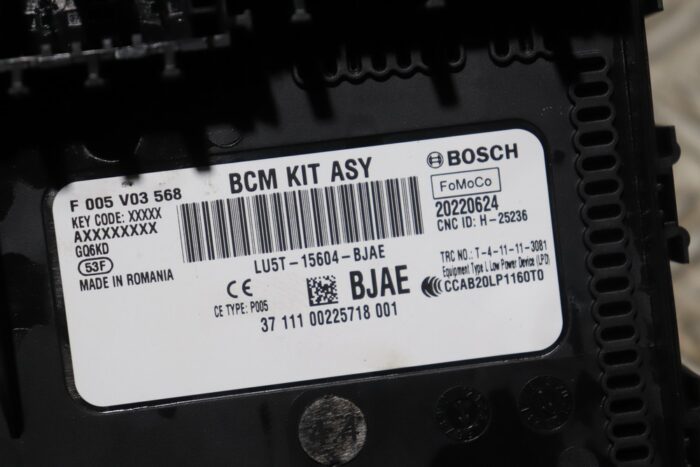 F 005 V03 568
KEY CODE: XXXXX
AXXXXXXXX
GQ6KD
53F
MADE IN ROMANIA
BCM KIT ASY
LU5T-15604-BJAE
CE
CE TYPE: P005
BJAE
37 111 00225718 001
BOSCH
FoMoCo
20220624
CNC ID: H-25236
TRC NO.: T-4-11-11-3081
Equipment Type L Low Power Device (LPD)
CCAB20LP1160T0